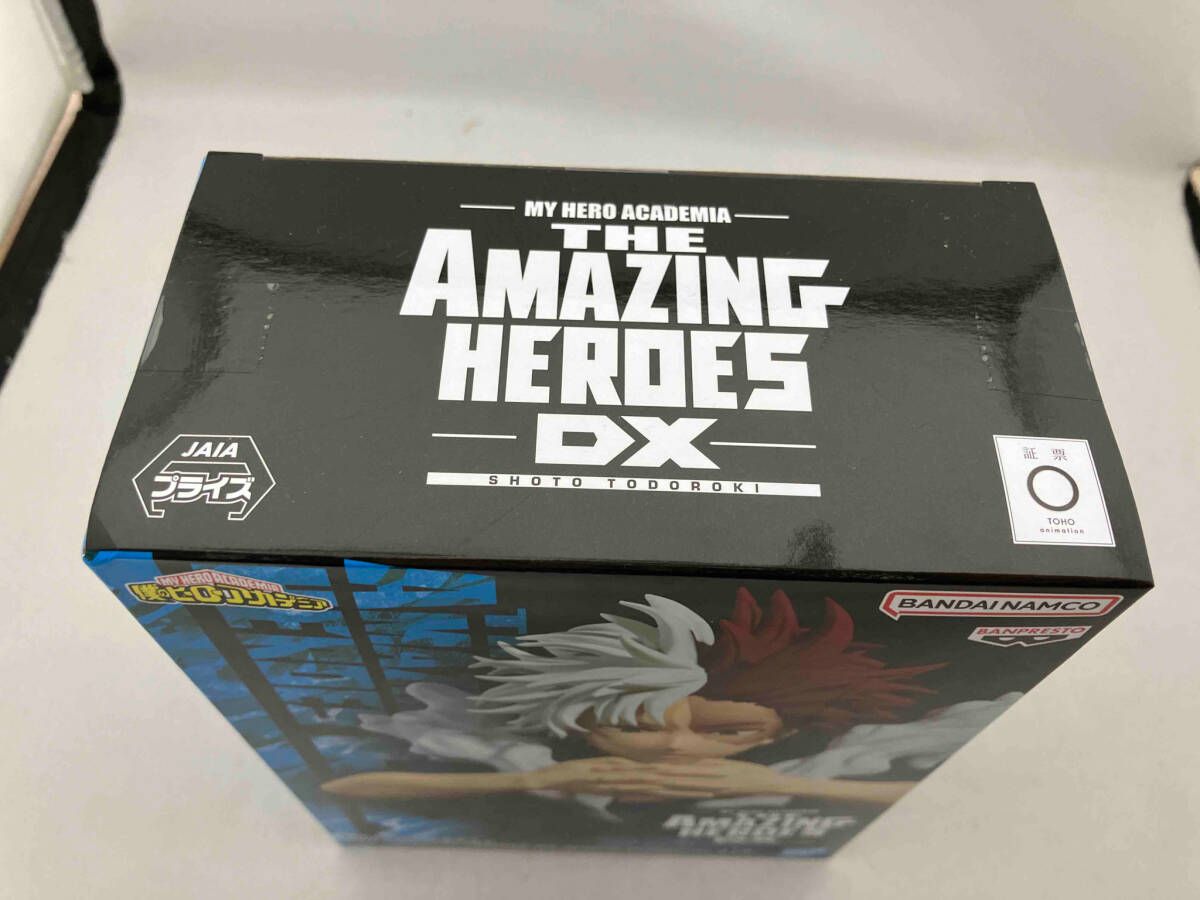 MY HERO ACADEMIA
THE
AMAZING
HEROES
DX
SHOTO TODOROKI
JAIA
プライズ
証票
TOHO
animation
MY HERO ACADEMIA
僕のヒーローアカデミア
BANDAI NAMCO
BANPRESTO
AMAZING
HEROES